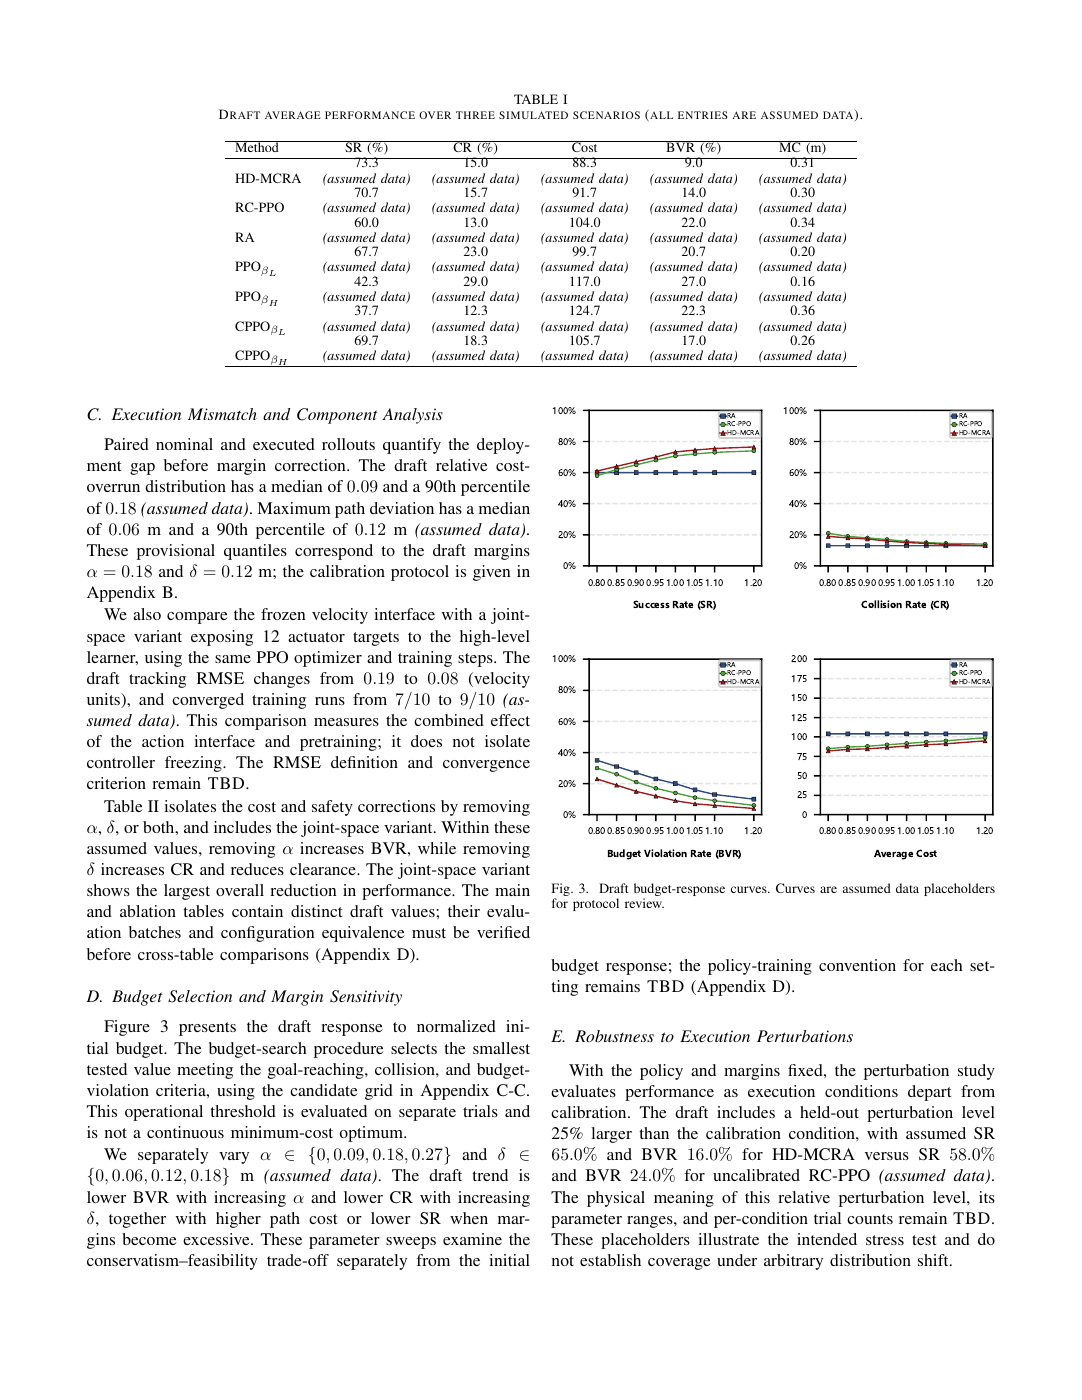 TABLE I
DRAFT AVERAGE PERFORMANCE OVER THREE SIMULATED SCENARIOS (ALL ENTRIES ARE ASSUMED DATA).
Method SR (%) CR (%) Cost BVR (%) MC (m)
73.3 15.0 88.3 9.0 0.31
HD-MCRA (assumed data) (assumed data) (assumed data) (assumed data) (assumed data)
70.7 15.7 91.7 14.0 0.30
RC-PPO (assumed data) (assumed data) (assumed data) (assumed data) (assumed data)
60.0 13.0 104.0 22.0 0.34
RA (assumed data) (assumed data) (assumed data) (assumed data) (assumed data)
67.7 23.0 99.7 20.7 0.20
PPOβL (assumed data) (assumed data) (assumed data) (assumed data) (assumed data)
42.3 29.0 117.0 27.0 0.16
PPOβH (assumed data) (assumed data) (assumed data) (assumed data) (assumed data)
37.7 12.3 124.7 22.3 0.36
CPPOβL (assumed data) (assumed data) (assumed data) (assumed data) (assumed data)
69.7 18.3 105.7 17.0 0.26
CPPOβH (assumed data) (assumed data) (assumed data) (assumed data) (assumed data)
C. Execution Mismatch and Component Analysis
Paired nominal and executed rollouts quantify the deploy-
ment gap before margin correction. The draft relative cost-
overrun distribution has a median of 0.09 and a 90th percentile
of 0.18 (assumed data). Maximum path deviation has a median
of 0.06 m and a 90th percentile of 0.12 m (assumed data).
These provisional quantiles correspond to the draft margins
α = 0.18 and δ = 0.12 m; the calibration protocol is given in
Appendix B.
We also compare the frozen velocity interface with a joint-
space variant exposing 12 actuator targets to the high-level
learner, using the same PPO optimizer and training steps. The
draft tracking RMSE changes from 0.19 to 0.08 (velocity
units), and converged training runs from 7/10 to 9/10 (as-
sumed data). This comparison measures the combined effect
of the action interface and pretraining; it does not isolate
controller freezing. The RMSE definition and convergence
criterion remain TBD.
Table II isolates the cost and safety corrections by removing
α, δ, or both, and includes the joint-space variant. Within these
assumed values, removing α increases BVR, while removing
δ increases CR and reduces clearance. The joint-space variant
shows the largest overall reduction in performance. The main
and ablation tables contain distinct draft values; their evalu-
ation batches and configuration equivalence must be verified
before cross-table comparisons (Appendix D).
D. Budget Selection and Margin Sensitivity
Figure 3 presents the draft response to normalized ini-
tial budget. The budget-search procedure selects the smallest
tested value meeting the goal-reaching, collision, and budget-
violation criteria, using the candidate grid in Appendix C-C.
This operational threshold is evaluated on separate trials and
is not a continuous minimum-cost optimum.
We separately vary α ∈ {0, 0.09, 0.18, 0.27} and δ ∈
{0, 0.06, 0.12, 0.18} m (assumed data). The draft trend is
lower BVR with increasing α and lower CR with increasing
δ, together with higher path cost or lower SR when mar-
gins become excessive. These parameter sweeps examine the
conservatism–feasibility trade-off separately from the initial
100%
80%
60%
40%
20%
0%
RA
RC-PPO
HD-MCRA
0.80 0.85 0.90 0.95 1.00 1.05 1.10 1.20
Success Rate (SR)
100%
80%
60%
40%
20%
0%
RA
RC-PPO
HD-MCRA
0.80 0.85 0.90 0.95 1.00 1.05 1.10 1.20
Collision Rate (CR)
100%
80%
60%
40%
20%
0%
RA
RC-PPO
HD-MCRA
0.80 0.85 0.90 0.95 1.00 1.05 1.10 1.20
Budget Violation Rate (BVR)
200
175
150
125
100
75
50
25
0
RA
RC-PPO
HD-MCRA
0.80 0.85 0.90 0.95 1.00 1.05 1.10 1.20
Average Cost
Fig. 3. Draft budget-response curves. Curves are assumed data placeholders
for protocol review.
budget response; the policy-training convention for each set-
ting remains TBD (Appendix D).
E. Robustness to Execution Perturbations
With the policy and margins fixed, the perturbation study
evaluates performance as execution conditions depart from
calibration. The draft includes a held-out perturbation level
25% larger than the calibration condition, with assumed SR
65.0% and BVR 16.0% for HD-MCRA versus SR 58.0%
and BVR 24.0% for uncalibrated RC-PPO (assumed data).
The physical meaning of this relative perturbation level, its
parameter ranges, and per-condition trial counts remain TBD.
These placeholders illustrate the intended stress test and do
not establish coverage under arbitrary distribution shift.